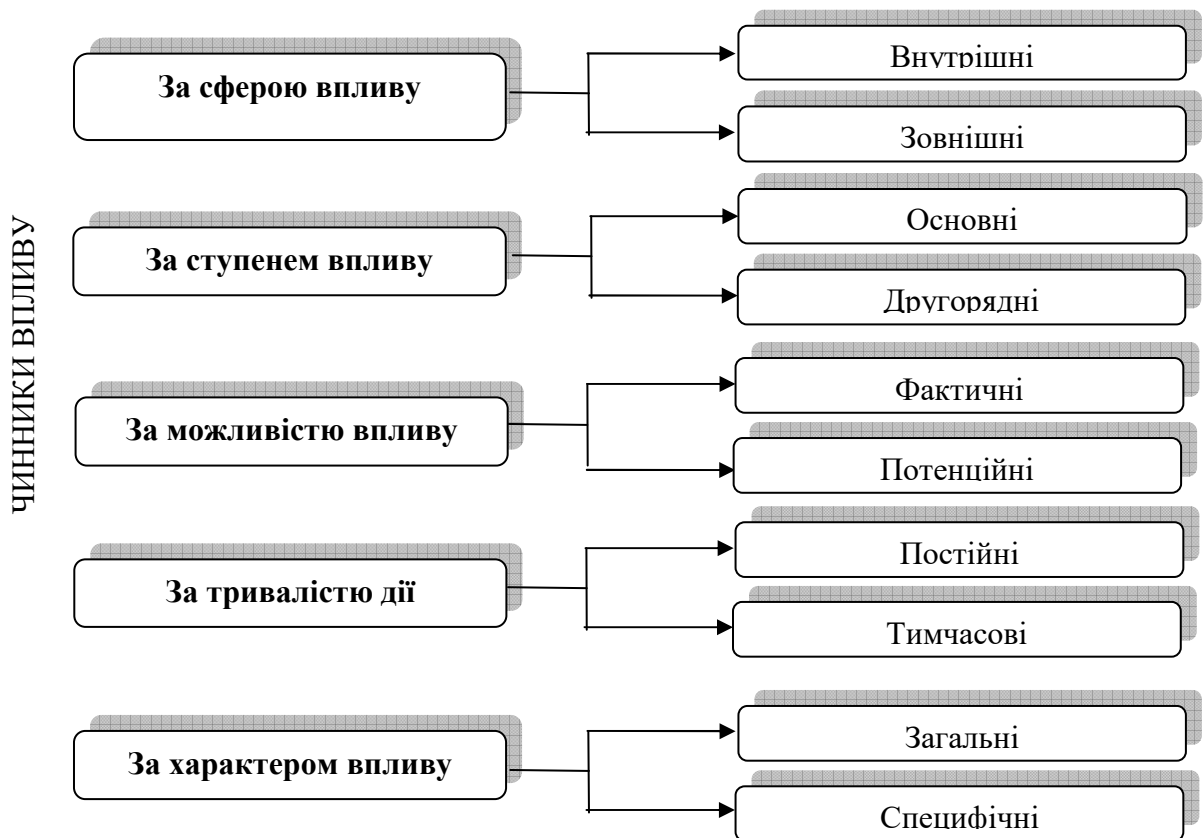 ЧИННИКИ ВПЛИВУ
За сферою впливу
Внутрішні
Зовнішні
За ступенем впливу
Основні
Другорядні
За можливістю впливу
Фактичні
Потенційні
За тривалістю дії
Постійні
Тимчасові
За характером впливу
Загальні
Специфічні